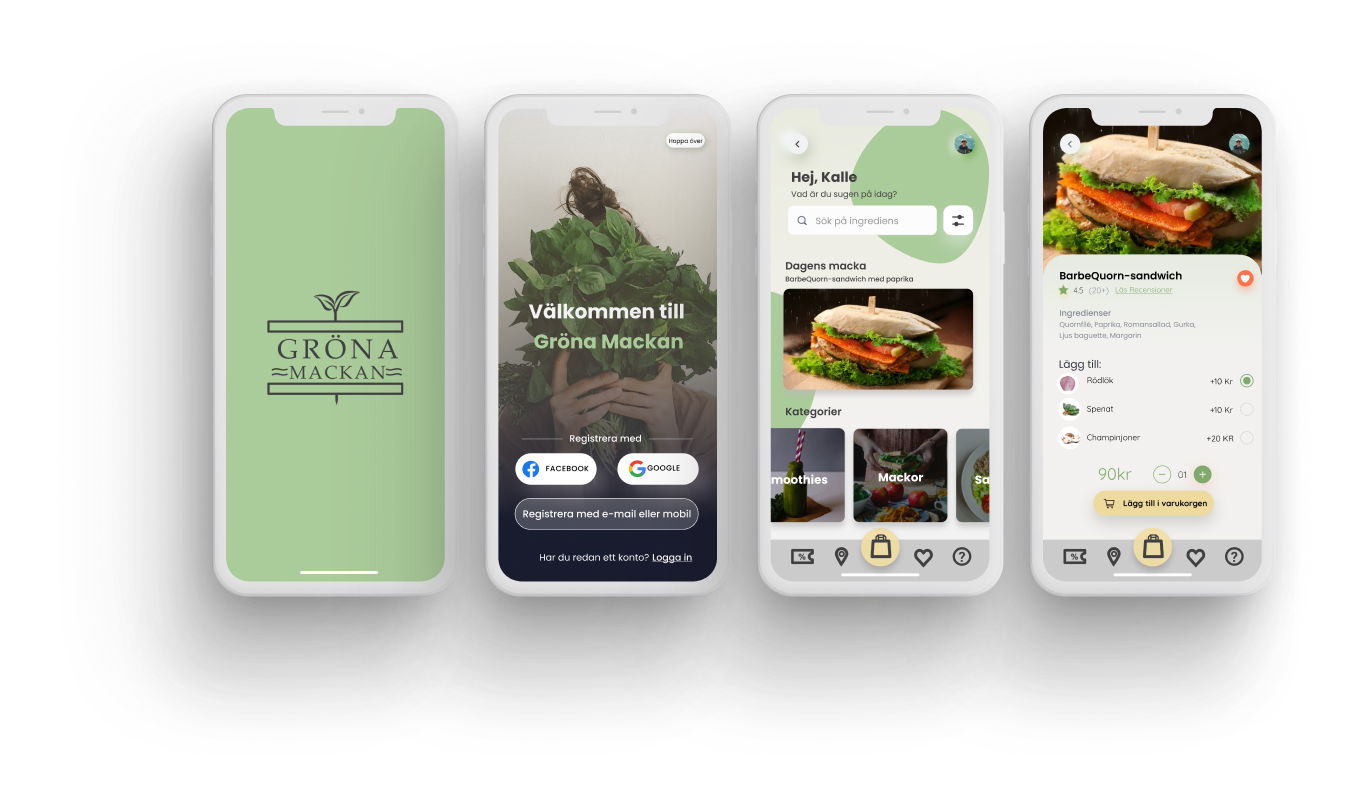 GRÖNA
MACKAN
Hoppa över
Välkommen till
Gröna Mackan
Registrera med
FACEBOOK
GOOGLE
Registrera med e-mail eller mobil
Har du redan ett konto? Logga in
Hej, Kalle
Vad är du sugen på idag?
Sök på ingrediens
Dagens macka
BarbeQuorn-sandwich med paprika
Kategorier
moothies
Mackor
Sa
%
?
BarbeQuorn-sandwich
4.5 (20+) Läs Recensioner
Ingredienser
Quornfilé, Paprika, Romansallad, Gurka,
Ljus baguette, Margarin
Lägg till:
Rödlök +10 Kr
Spenat +10 Kr
Champinjoner +20 KR
90kr − 01 +
Lägg till i varukorgen
%
?